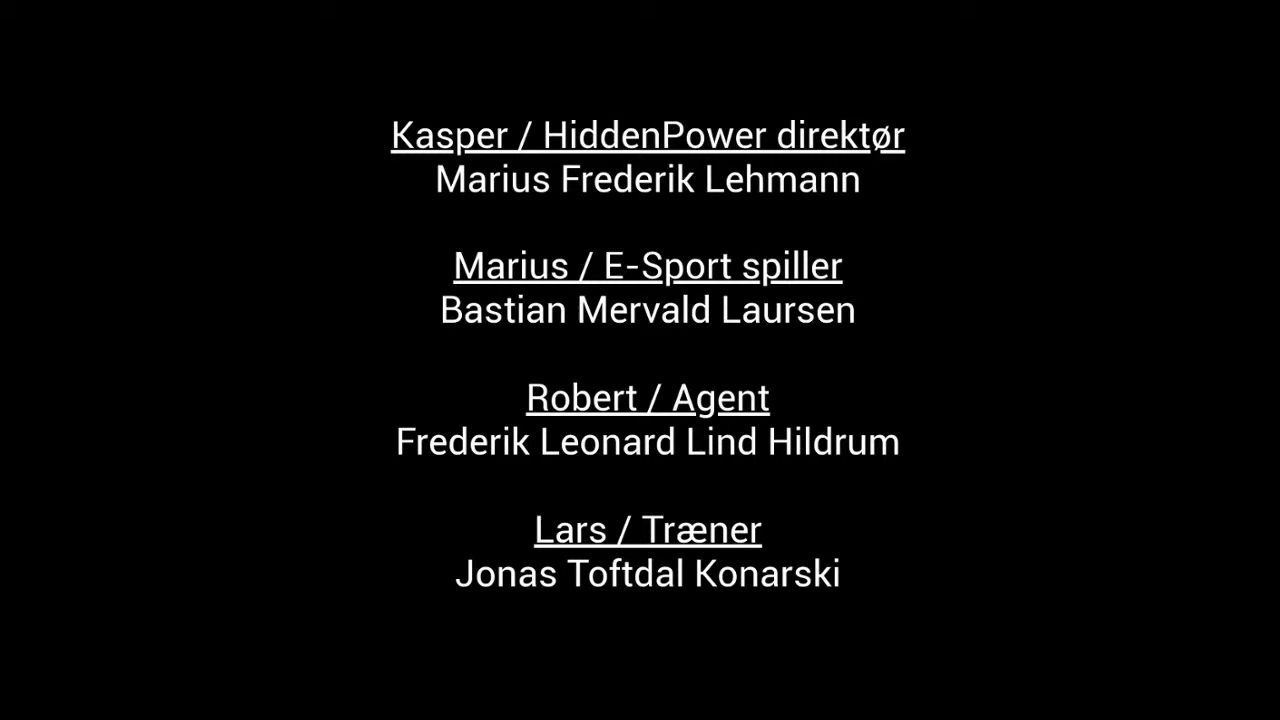 Kasper / HiddenPower direktør
Marius Frederik Lehmann
Marius / E-Sport spiller
Bastian Mervald Laursen
Robert / Agent
Frederik Leonard Lind Hildrum
Lars / Træner
Jonas Toftdal Konarski